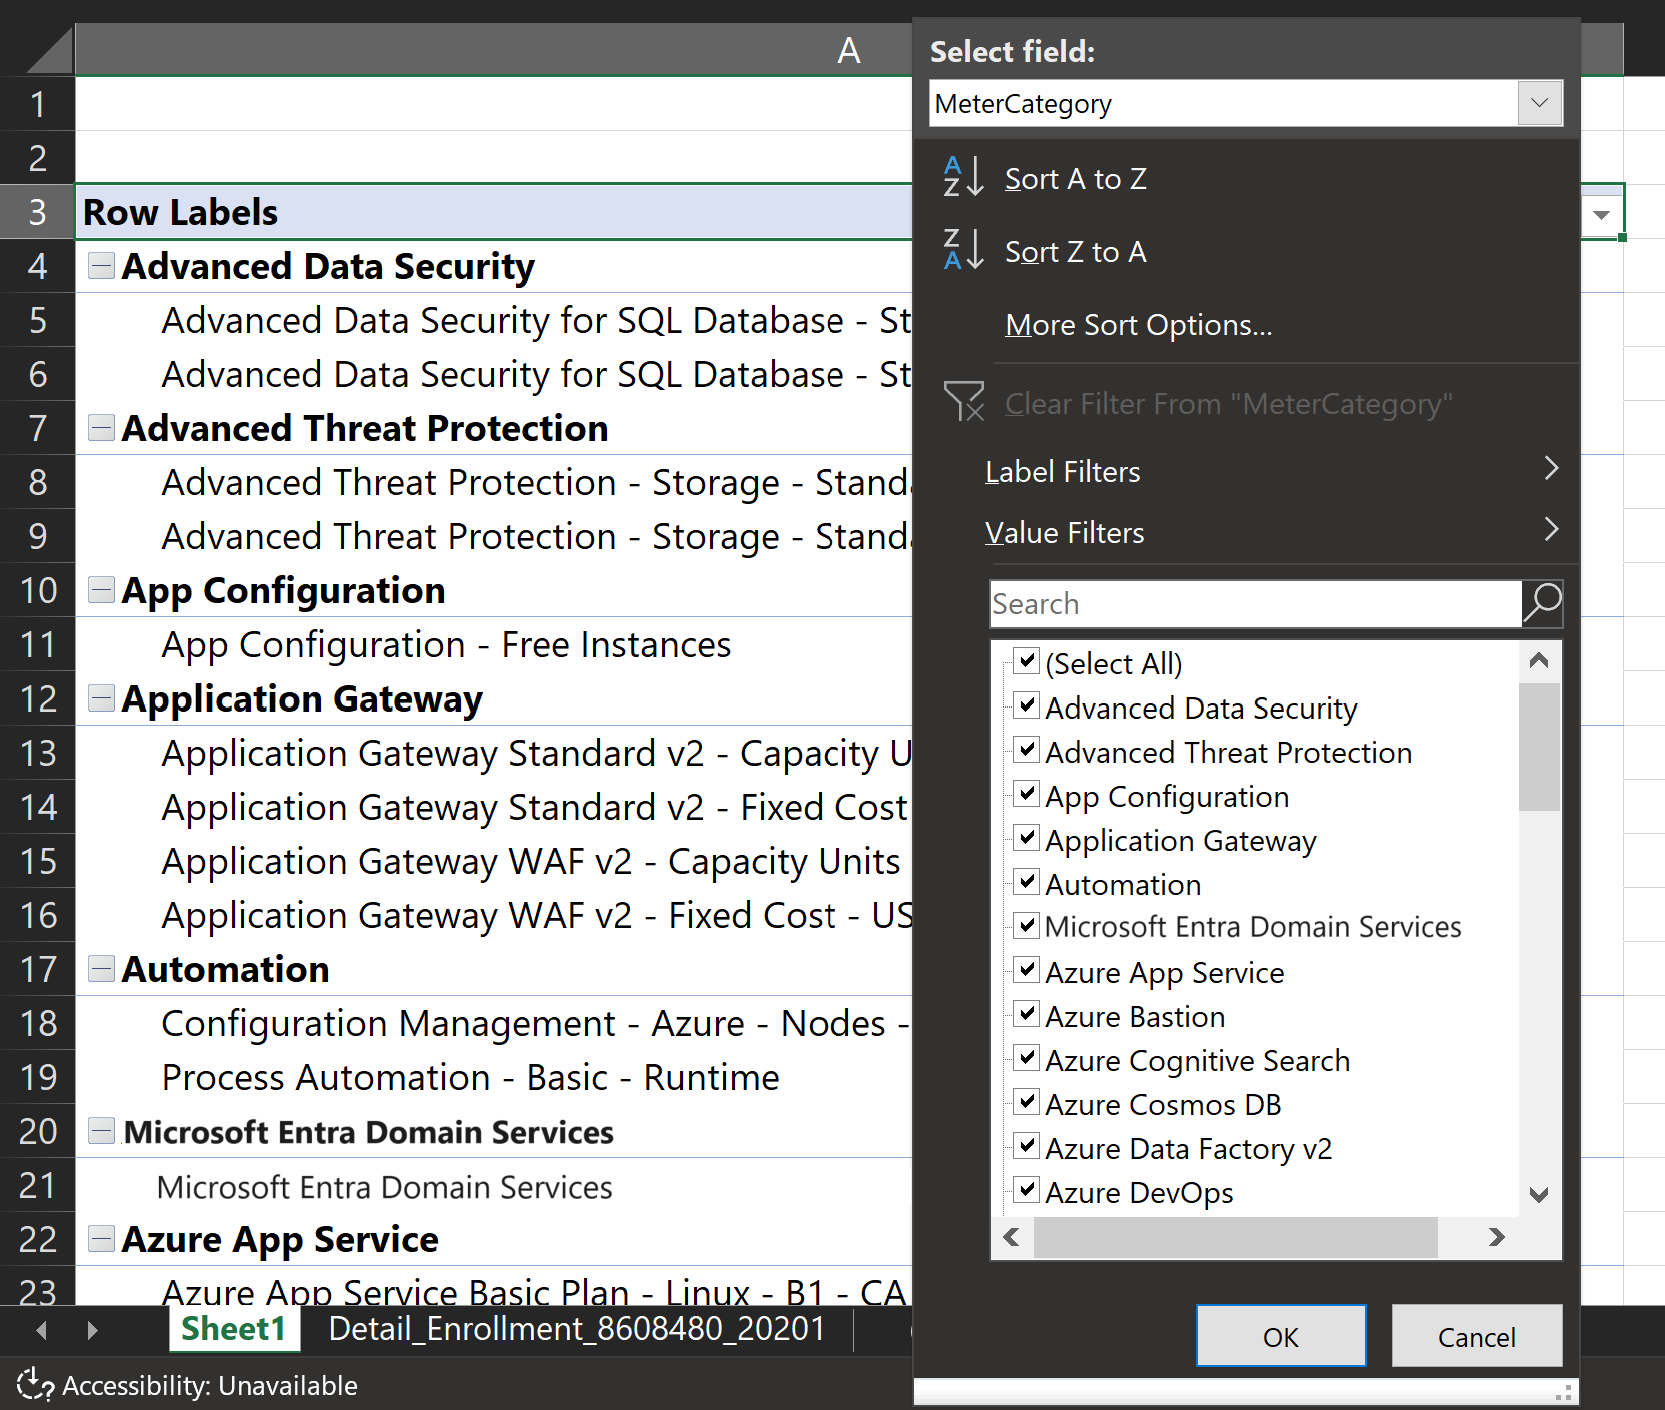 A
1
2
3 Row Labels
4 Advanced Data Security
5 Advanced Data Security for SQL Database - St
6 Advanced Data Security for SQL Database - St
7 Advanced Threat Protection
8 Advanced Threat Protection - Storage - Standa
9 Advanced Threat Protection - Storage - Standa
10 App Configuration
11 App Configuration - Free Instances
12 Application Gateway
13 Application Gateway Standard v2 - Capacity U
14 Application Gateway Standard v2 - Fixed Cost
15 Application Gateway WAF v2 - Capacity Units
16 Application Gateway WAF v2 - Fixed Cost - US
17 Automation
18 Configuration Management - Azure - Nodes -
19 Process Automation - Basic - Runtime
20 Microsoft Entra Domain Services
21 Microsoft Entra Domain Services
22 Azure App Service
23 Azure App Service Basic Plan - Linux - B1 - CA
Sheet1 Detail_Enrollment_8608480_20201
Accessibility: Unavailable
Select field:
MeterCategory
Sort A to Z
Sort Z to A
More Sort Options...
Clear Filter From "MeterCategory"
Label Filters
Value Filters
Search
(Select All)
Advanced Data Security
Advanced Threat Protection
App Configuration
Application Gateway
Automation
Microsoft Entra Domain Services
Azure App Service
Azure Bastion
Azure Cognitive Search
Azure Cosmos DB
Azure Data Factory v2
Azure DevOps
OK Cancel